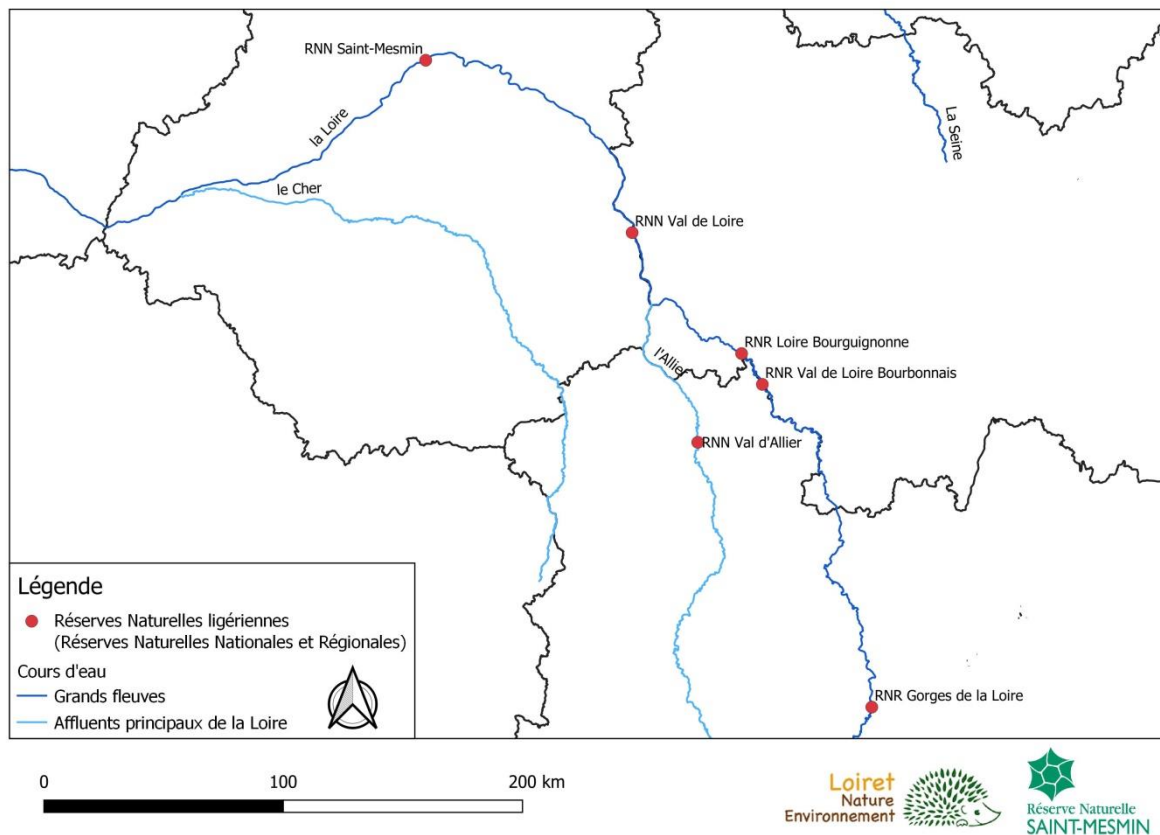 RNN Saint-Mesmin
la Loire
La Seine
le Cher
RNN Val de Loire
RNR Loire Bourguignonne
l'Allier
RNR Val de Loire Bourbonnais
RNN Val d'Allier
RNR Gorges de la Loire
Légende
Réserves Naturelles ligériennes
(Réserves Naturelles Nationales et Régionales)
Cours d'eau
Grands fleuves
Affluents principaux de la Loire
0 100 200 km
Loiret
Nature
Environnement
Réserve Naturelle
SAINT-MESMIN